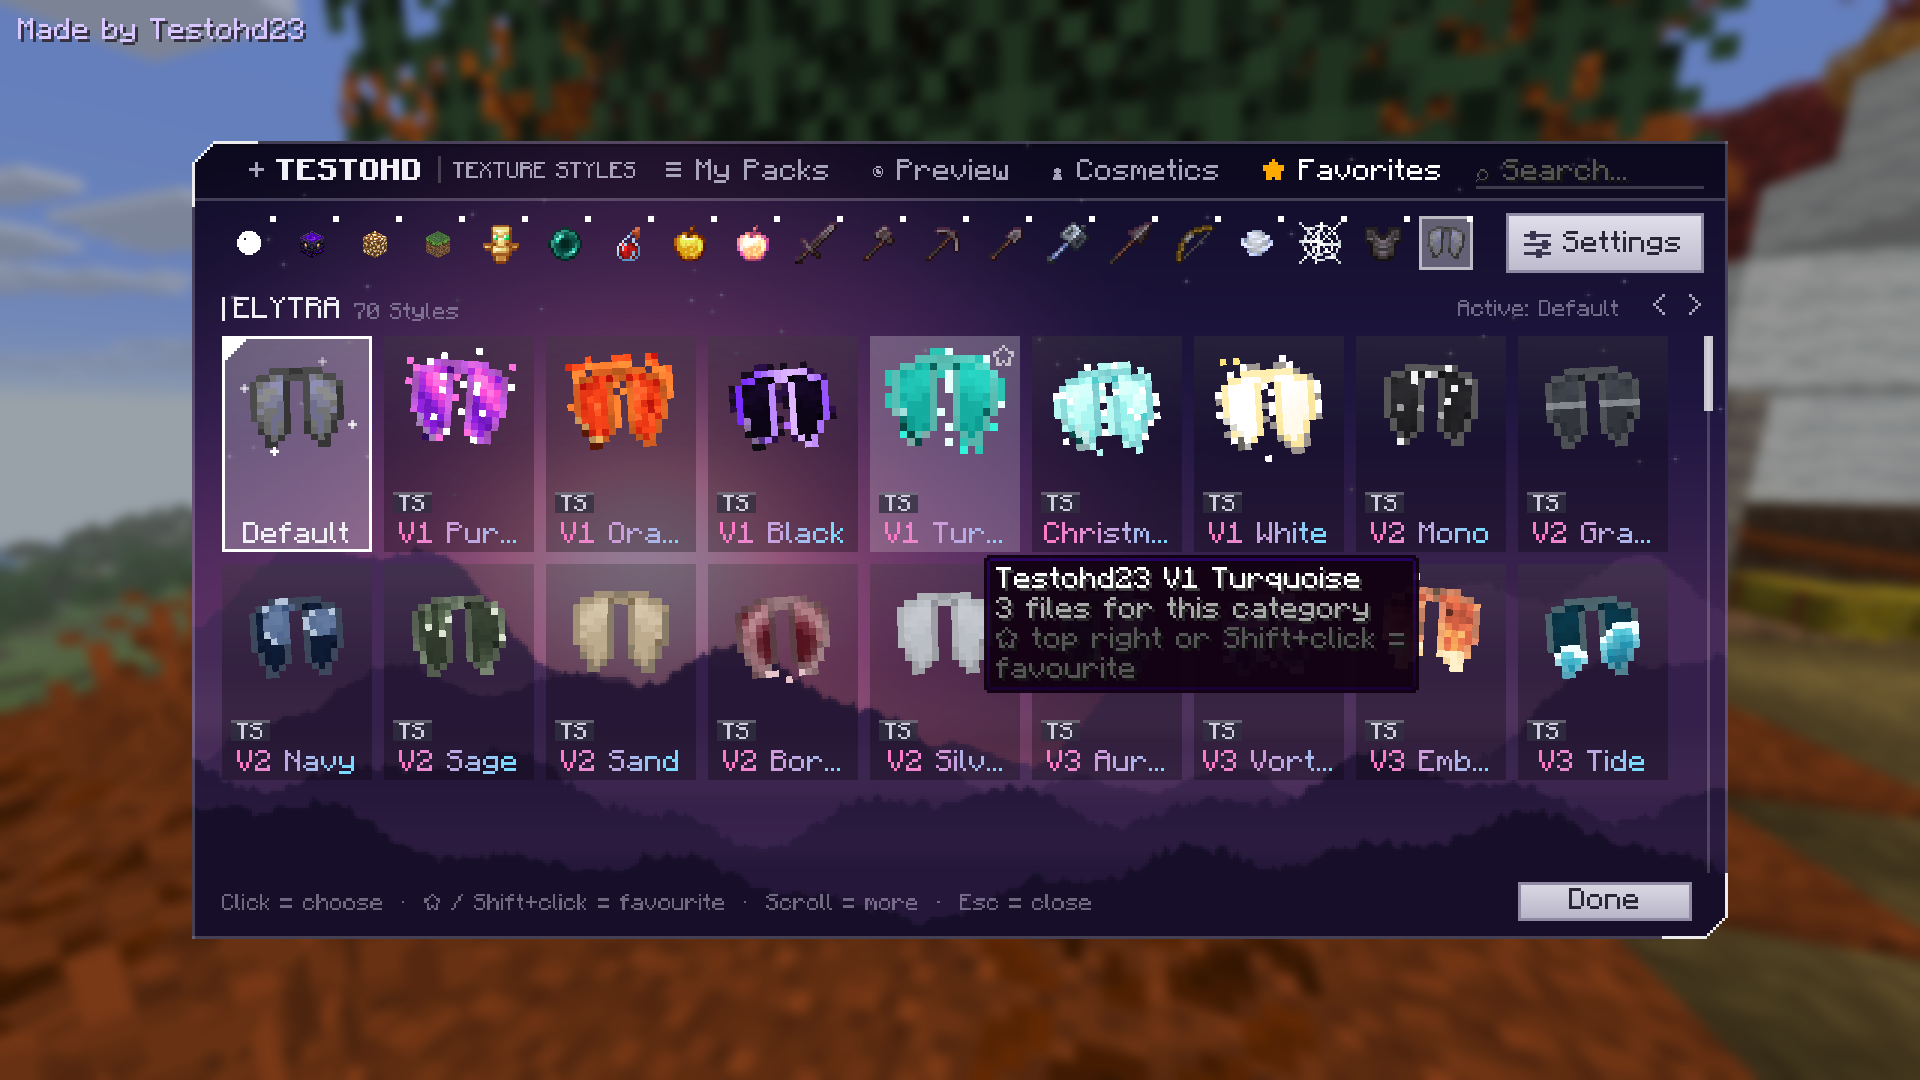 Made by Testohd23
+ TESTOHD | TEXTURE STYLES ≡ My Packs Preview Cosmetics ★ Favorites Search...
Settings
ELYTRA 70 Styles Active: Default < >
TS TS TS TS TS TS TS TS
Default V1 Pur... V1 Ora... V1 Black V1 Tur... Christm... V1 White V2 Mono V2 Gra...
Testohd23 V1 Turquoise
3 files for this category
☆ top right or Shift+click =
favourite
TS TS TS TS TS TS TS TS TS
V2 Navy V2 Sage V2 Sand V2 Bor... V2 Silv... V3 Aur... V3 Vort... V3 Emb... V3 Tide
Click = choose · ☆ / Shift+click = favourite · Scroll = more · Esc = close
Done